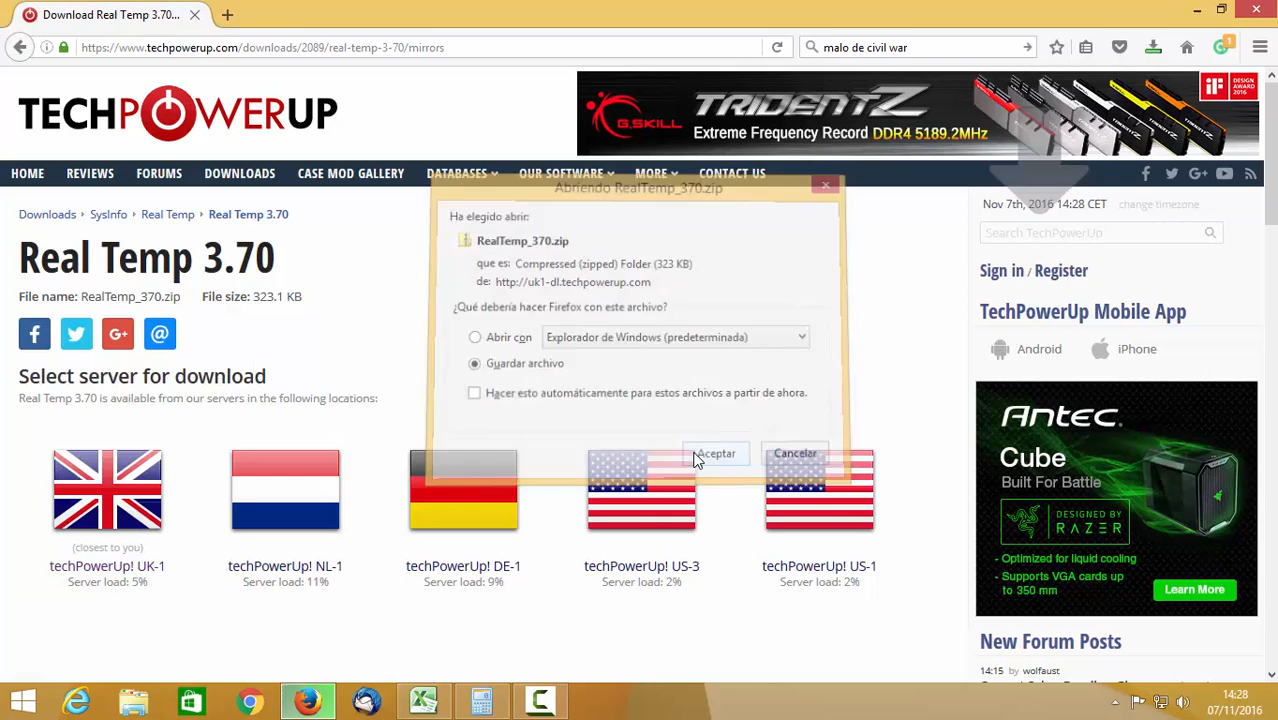 Download Real Temp 3.70...
https://www.techpowerup.com/downloads/2089/real-temp-3-70/mirrors
malo de civil war
1
TECHPOWERUP
G.SKILL
TRIDENT Z
Extreme Frequency Record DDR4 5189.2MHz
iF
DESIGN AWARD 2016
HOME REVIEWS FORUMS DOWNLOADS CASE MOD GALLERY DATABASES OUR SOFTWARE MORE CONTACT US
Downloads › SysInfo › Real Temp › Real Temp 3.70
Nov 7th, 2016 14:28 CET change timezone
Search TechPowerUp
Real Temp 3.70
File name: RealTemp_370.zip File size: 323.1 KB
Sign in / Register
TechPowerUp Mobile App
Android iPhone
Select server for download
Real Temp 3.70 is available from our servers in the following locations:
Abriendo RealTemp_370.zip
Ha elegido abrir:
RealTemp_370.zip
que es: Compressed (zipped) Folder (323 KB)
de: http://uk1-dl.techpowerup.com
¿Qué debería hacer Firefox con este archivo?
Abrir con Explorador de Windows (predeterminada)
Guardar archivo
Hacer esto automáticamente para estos archivos a partir de ahora.
Aceptar Cancelar
(closest to you)
techPowerUp! UK-1 techPowerUp! NL-1 techPowerUp! DE-1 techPowerUp! US-3 techPowerUp! US-1
Server load: 5% Server load: 11% Server load: 9% Server load: 2% Server load: 2%
ANTEC
Cube
Built For Battle
DESIGNED BY
RAZER
- Optimized for liquid cooling
- Supports VGA cards up
to 350 mm
Learn More
New Forum Posts
14:15 by wolfaust
14:28
07/11/2016